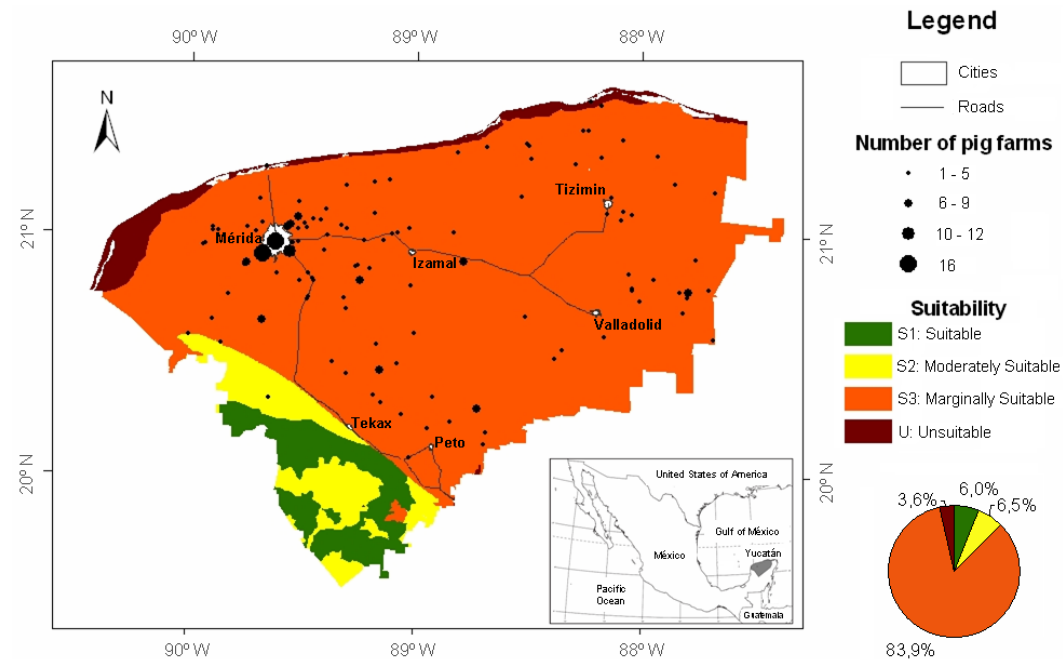 90º W
89º W
88º W
N
21º N
20º N
Mérida
Tizimin
Izamal
Valladolid
Tekax
Peto
21º N
20º N
90º W
89º W
88º W
United States of America
Gulf of México
Yucatán
México
Pacific
Ocean
Guatemala
Legend
Cities
Roads
Number of pig farms
1 - 5
6 - 9
10 - 12
16
Suitability
S1: Suitable
S2: Moderately Suitable
S3: Marginally Suitable
U: Unsuitable
3,6%
6,0%
6,5%
83,9%